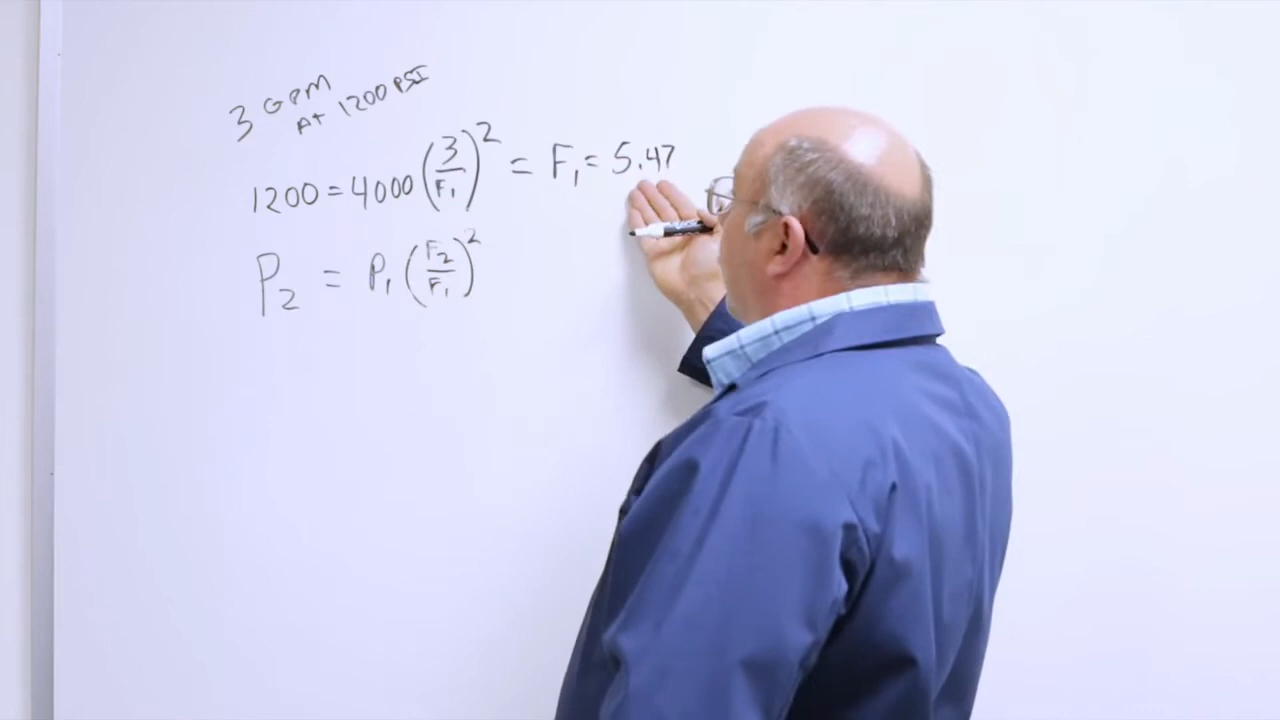 3 GPM
At 1200 PSI
1200 = 4000 (3/F₁)² = F₁ = 5.47
P₂ = P₁ (F₂/F₁)²